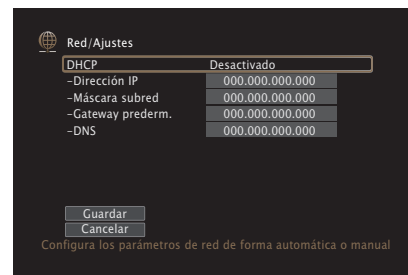 Red/Ajustes
DHCP Desactivado
-Dirección IP 000.000.000.000
-Máscara subred 000.000.000.000
-Gateway prederm. 000.000.000.000
-DNS 000.000.000.000
Guardar
Cancelar
Configura los parámetros de red de forma automática o manual